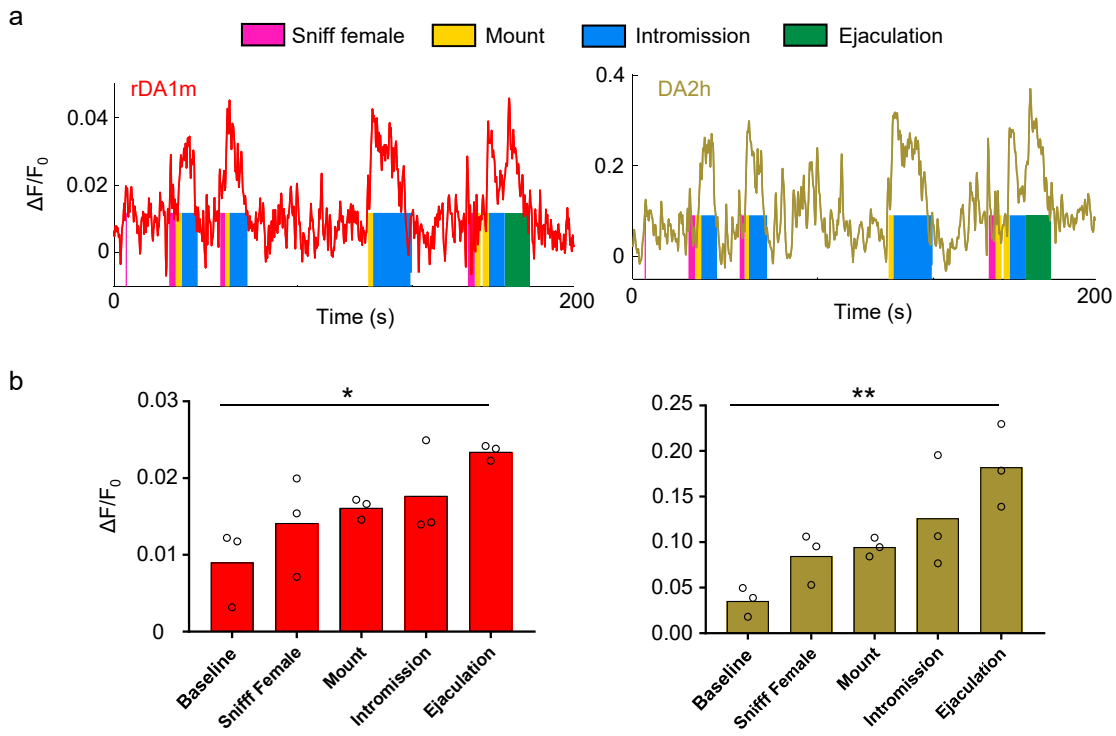 a
Sniff female Mount Intromission Ejaculation
rDA1m
0.04
0.02
0
ΔF/F0
0 200
Time (s)
DA2h
0.4
0.2
0
0 200
Time (s)
b
*
0.03
0.02
0.01
0
ΔF/F0
Baseline
Snifff Female
Mount
Intromission
Ejaculation
**
0.25
0.20
0.15
0.10
0.05
0.00
Baseline
Sniff Female
Mount
Intromission
Ejaculation